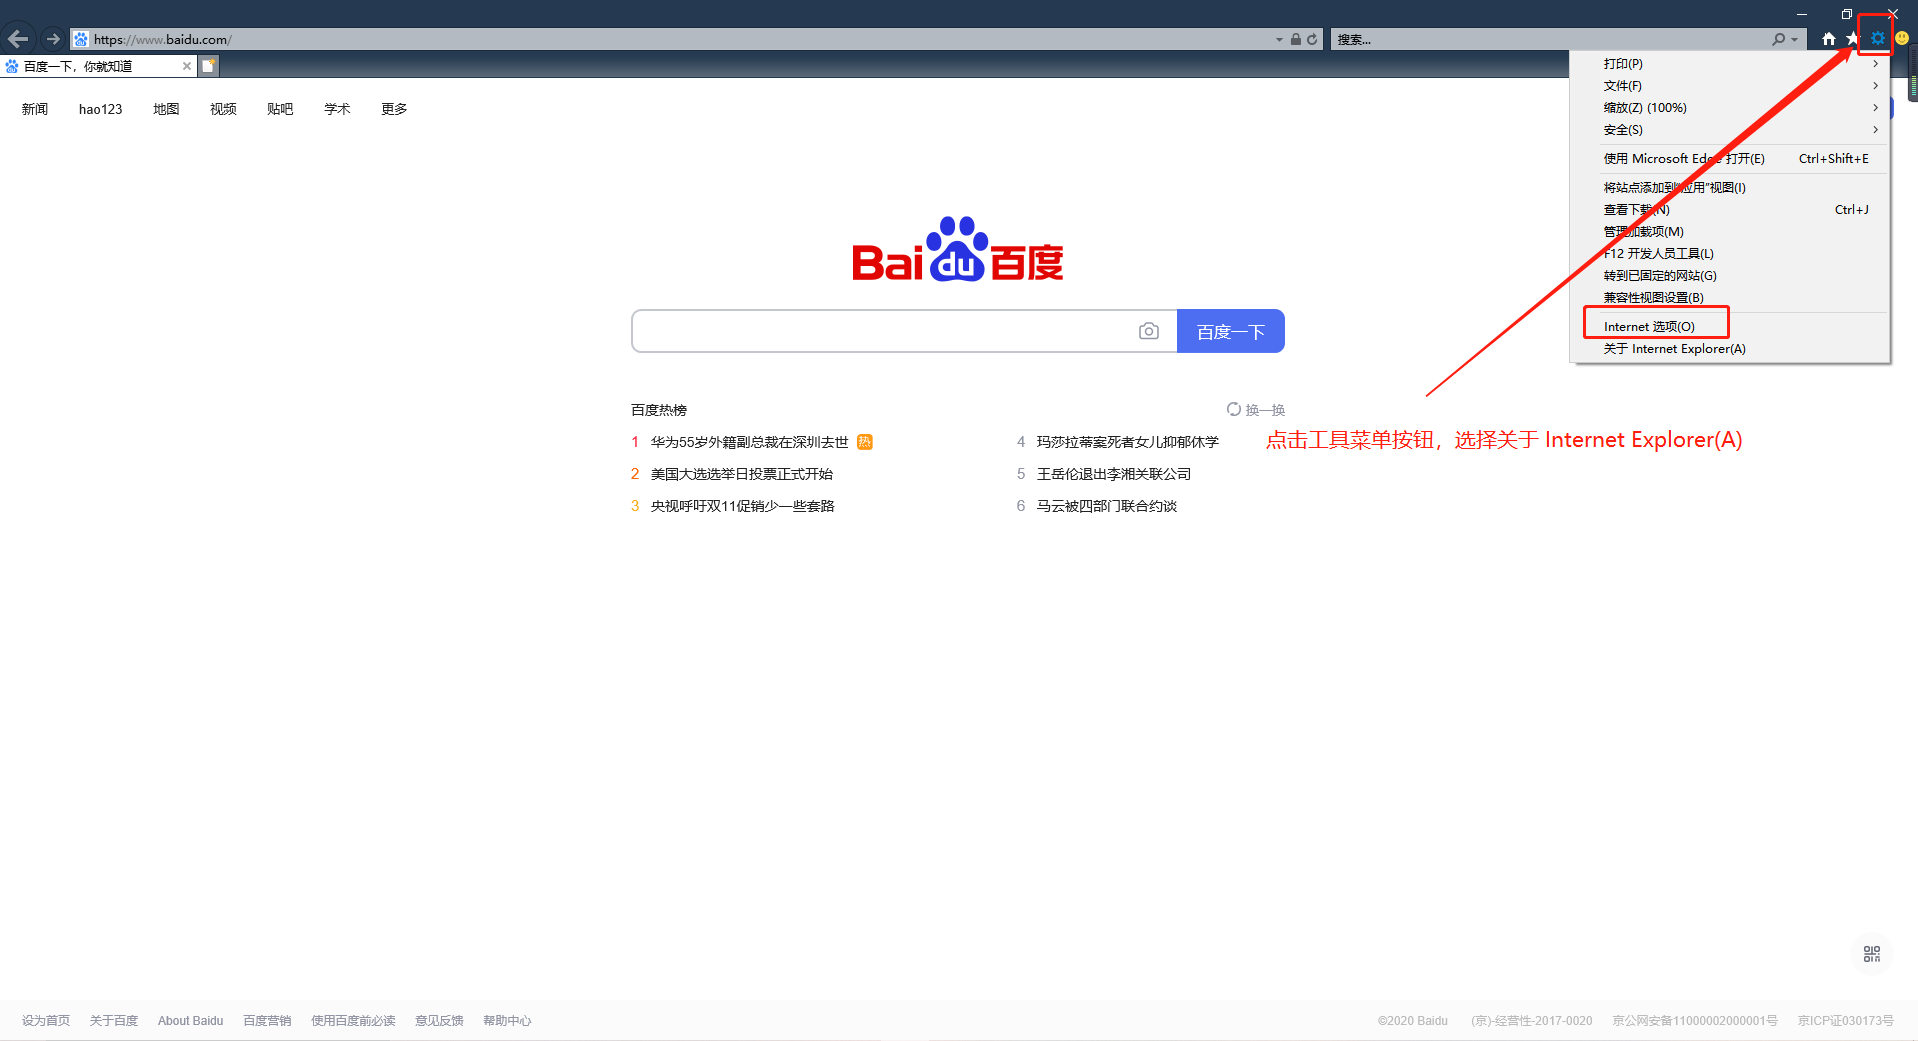 https://www.baidu.com/
搜索...
百度一下，你就知道
新闻 hao123 地图 视频 贴吧 学术 更多
打印(P)
文件(F)
缩放(Z) (100%)
安全(S)
使用 Microsoft Edge 打开(E) Ctrl+Shift+E
将站点添加到“应用”视图(I)
查看下载(N) Ctrl+J
管理加载项(M)
F12 开发人员工具(L)
转到已固定的网站(G)
兼容性视图设置(B)
Internet 选项(O)
关于 Internet Explorer(A)
Bai du 百度
百度一下
百度热榜 换一换
1 华为55岁外籍副总裁在深圳去世 热
4 玛莎拉蒂案死者女儿抑郁休学
2 美国大选选举日投票正式开始
5 王岳伦退出李湘关联公司
3 央视呼吁双11促销少一些套路
6 马云被四部门联合约谈
点击工具菜单按钮，选择关于 Internet Explorer(A)
设为首页 关于百度 About Baidu 百度营销 使用百度前必读 意见反馈 帮助中心
©2020 Baidu (京)-经营性-2017-0020 京公网安备11000002000001号 京ICP证030173号